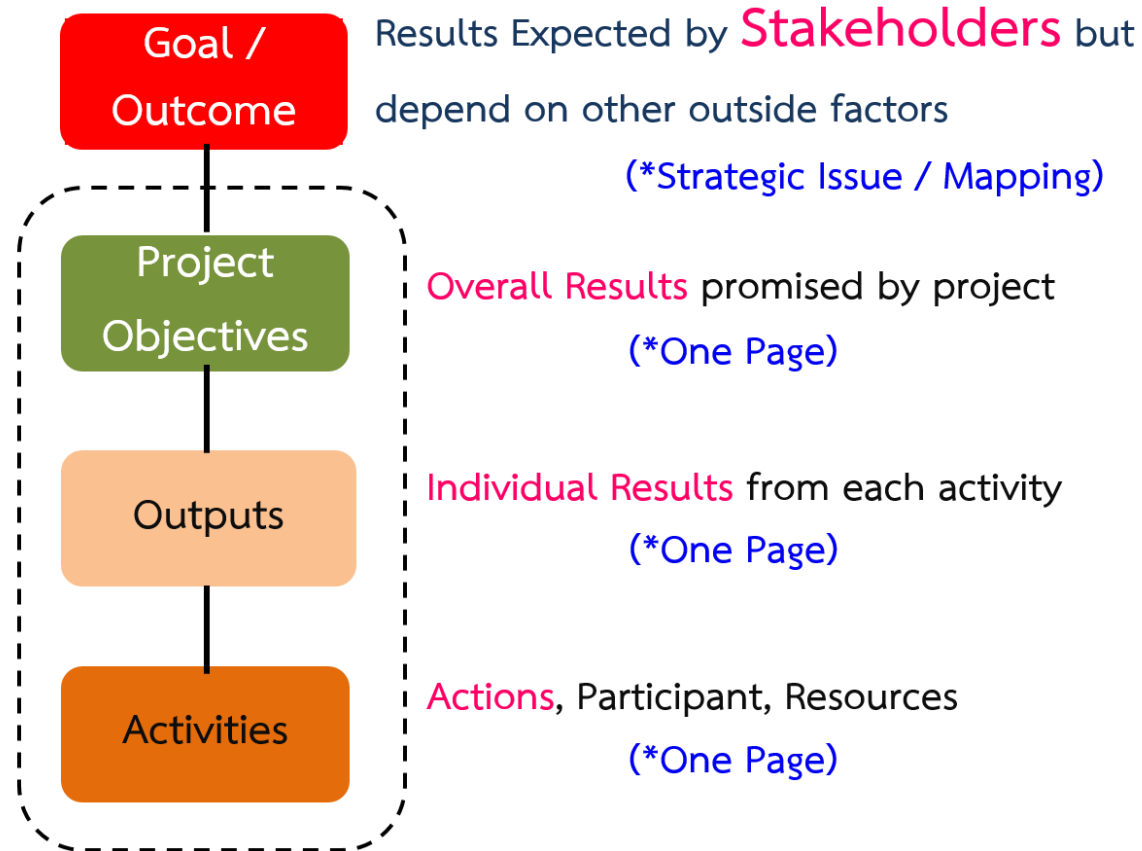 Goal /
Outcome
Results Expected by Stakeholders but
depend on other outside factors
(*Strategic Issue / Mapping)
Project
Objectives
Overall Results promised by project
(*One Page)
Outputs
Individual Results from each activity
(*One Page)
Activities
Actions, Participant, Resources
(*One Page)